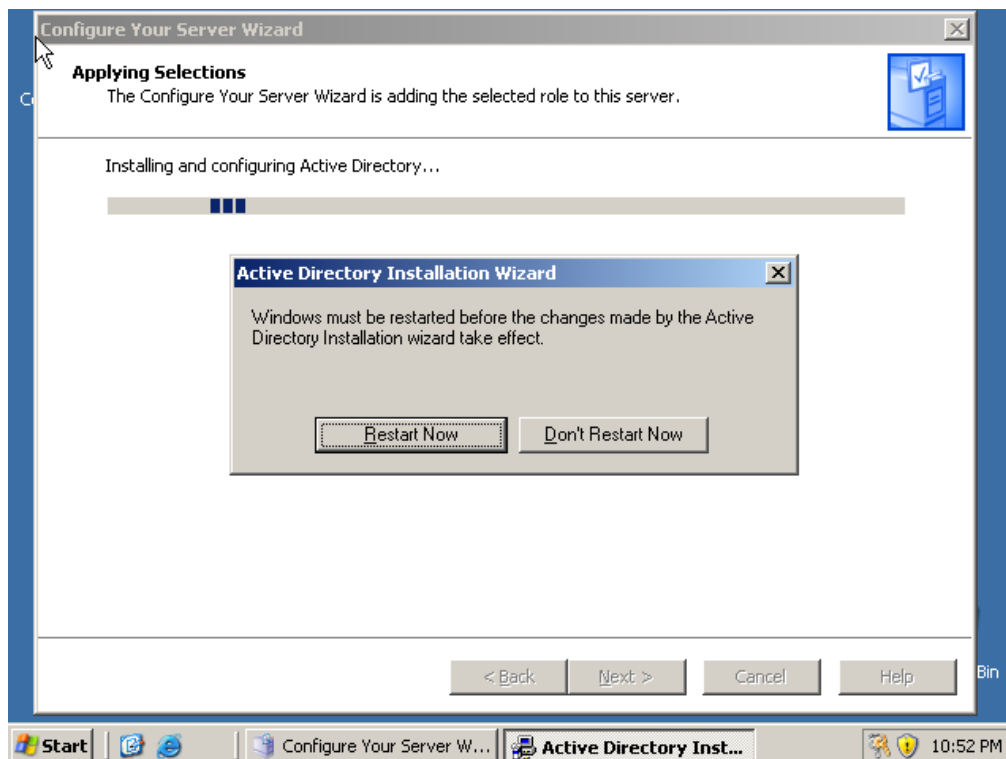 Configure Your Server Wizard
Applying Selections
The Configure Your Server Wizard is adding the selected role to this server.
Installing and configuring Active Directory...
Active Directory Installation Wizard
Windows must be restarted before the changes made by the Active
Directory Installation wizard take effect.
Restart Now
Don't Restart Now
< Back
Next >
Cancel
Help
Bin
Start
Configure Your Server W...
Active Directory Inst...
10:52 PM